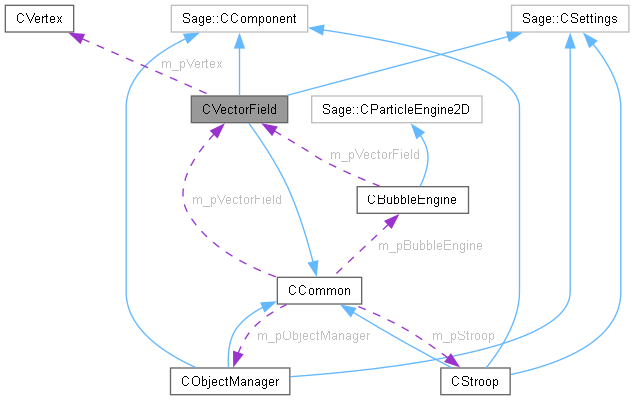 CVertex
Sage::CComponent
Sage::CSettings
m_pVertex
CVectorField
Sage::CParticleEngine2D
m_pVectorField
m_pVectorField
CBubbleEngine
m_pBubbleEngine
CCommon
m_pObjectManager
m_pStroop
CObjectManager
CStroop